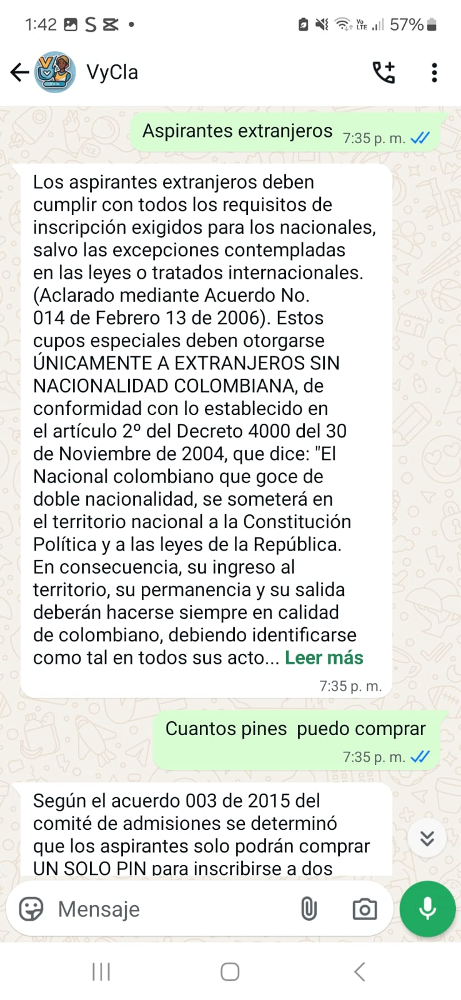 1:42
Vo
LTE
57%
VyCla
Aspirantes extranjeros
7:35 p. m.
Los aspirantes extranjeros deben
cumplir con todos los requisitos de
inscripción exigidos para los nacionales,
salvo las excepciones contempladas
en las leyes o tratados internacionales.
(Aclarado mediante Acuerdo No.
014 de Febrero 13 de 2006). Estos
cupos especiales deben otorgarse
ÚNICAMENTE A EXTRANJEROS SIN
NACIONALIDAD COLOMBIANA, de
conformidad con lo establecido en
el artículo 2º del Decreto 4000 del 30
de Noviembre de 2004, que dice: "El
Nacional colombiano que goce de
doble nacionalidad, se someterá en
el territorio nacional a la Constitución
Política y a las leyes de la República.
En consecuencia, su ingreso al
territorio, su permanencia y su salida
deberán hacerse siempre en calidad
de colombiano, debiendo identificarse
como tal en todos sus acto... Leer más
7:35 p. m.
Cuantos pines puedo comprar
7:35 p. m.
Según el acuerdo 003 de 2015 del
comité de admisiones se determinó
que los aspirantes solo podrán comprar
UN SOLO PIN para inscribirse a dos
Mensaje